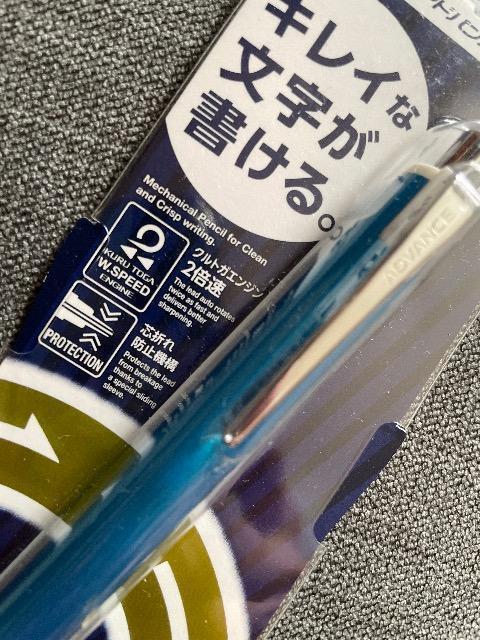 キレイな
文字が
書ける。
Mechanical Pencil for Clean
and Crisp writing.
KURU TOGA
W.SPEED
ENGINE
クルトガエンジン
2倍速
The lead auto rotates
twice as fast and
delivers better
sharpening.
PROTECTION
芯折れ
防止機構
Protects the lead
from breakage
thanks to
a special sliding
sleeve.
ADVANCE